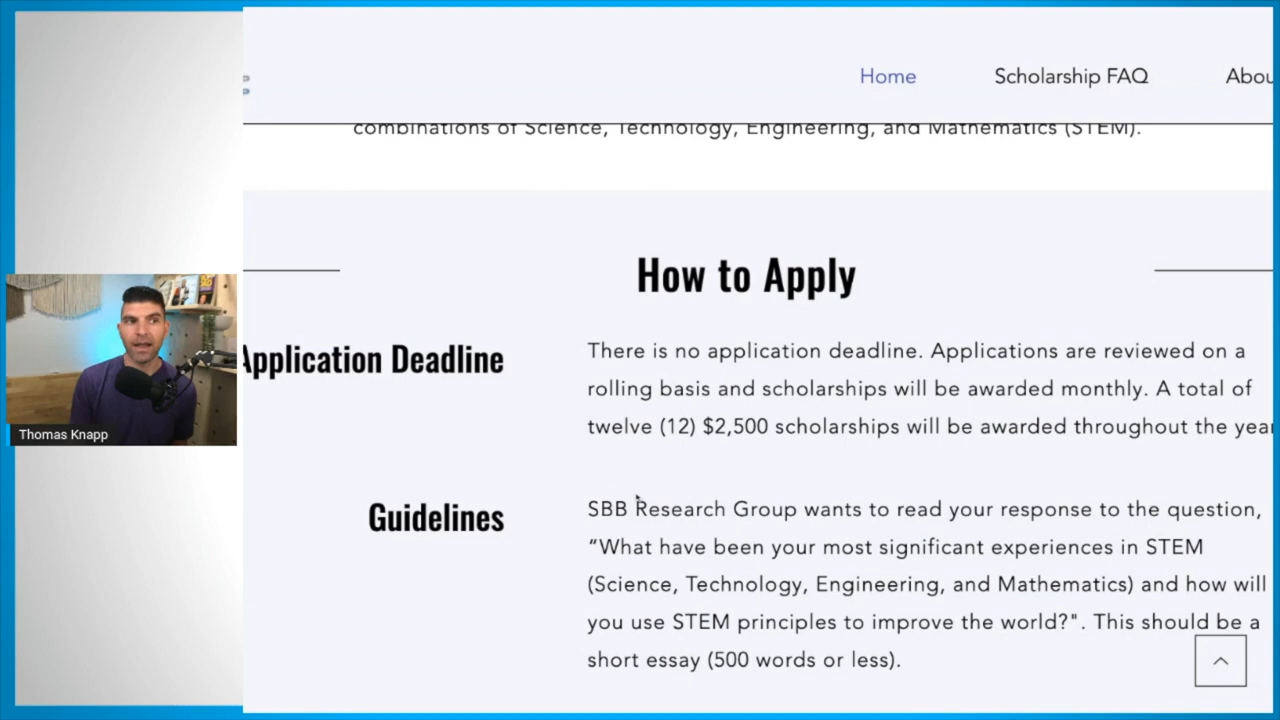 Home
Scholarship FAQ
Abou
combinations of Science, Technology, Engineering, and Mathematics (STEM).
How to Apply
Application Deadline
There is no application deadline. Applications are reviewed on a
rolling basis and scholarships will be awarded monthly. A total of
twelve (12) $2,500 scholarships will be awarded throughout the year
Guidelines
SBB Research Group wants to read your response to the question,
“What have been your most significant experiences in STEM
(Science, Technology, Engineering, and Mathematics) and how will
you use STEM principles to improve the world?". This should be a
short essay (500 words or less).
Thomas Knapp